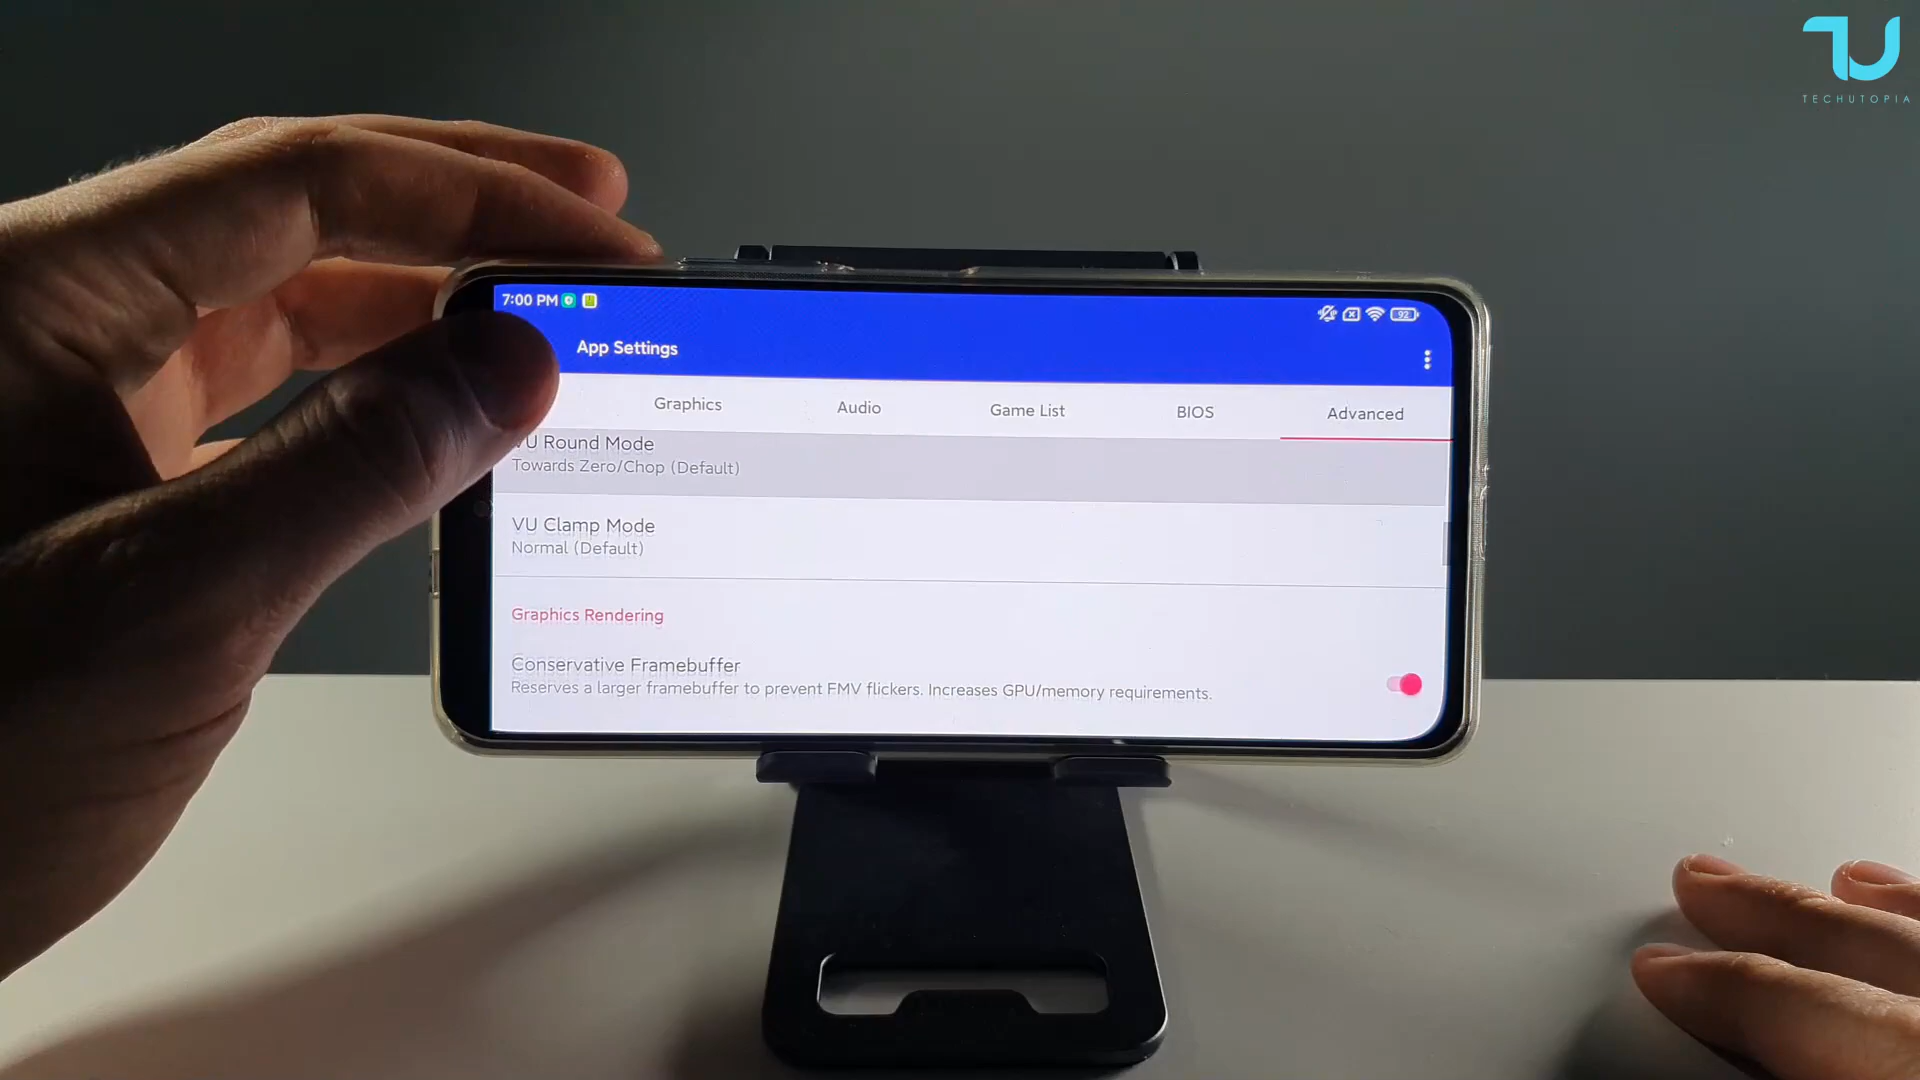 TECHUTOPIA
7:00 PM
92
App Settings
Graphics
Audio
Game List
BIOS
Advanced
VU Round Mode
Towards Zero/Chop (Default)
VU Clamp Mode
Normal (Default)
Graphics Rendering
Conservative Framebuffer
Reserves a larger framebuffer to prevent FMV flickers. Increases GPU/memory requirements.